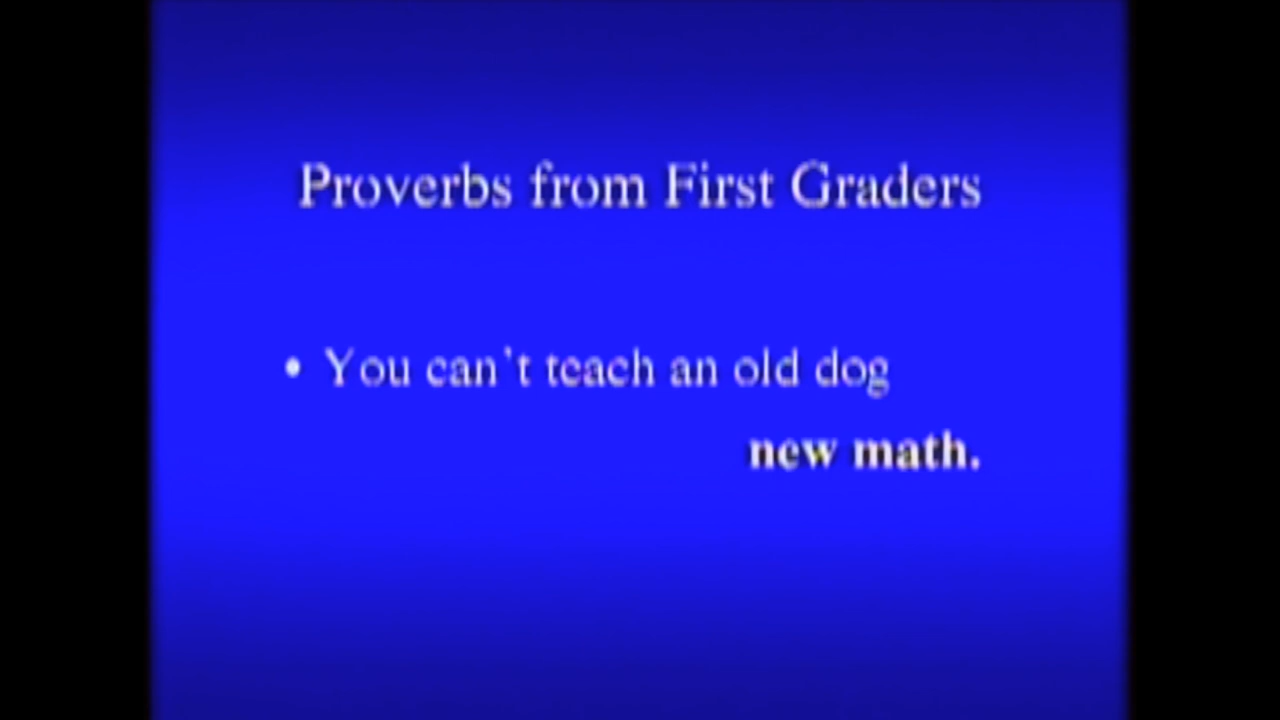 Proverbs from First Graders
• You can't teach an old dog
new math.